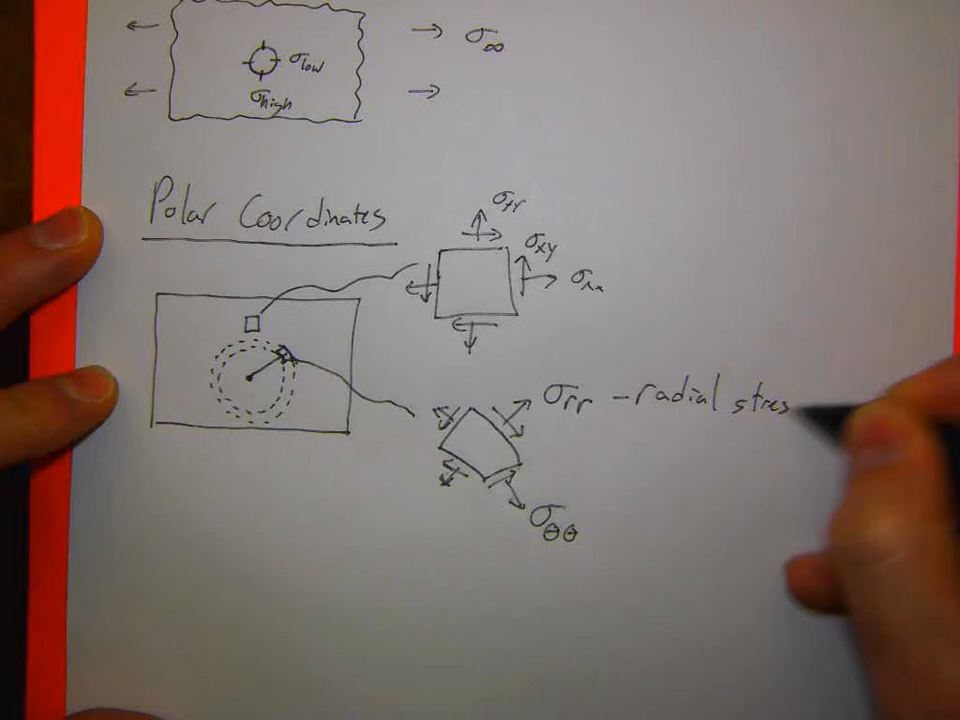 σ∞
σlow
σhigh
Polar Coordinates
σyy
σxy
σxx
σrr - radial stres
σθθ